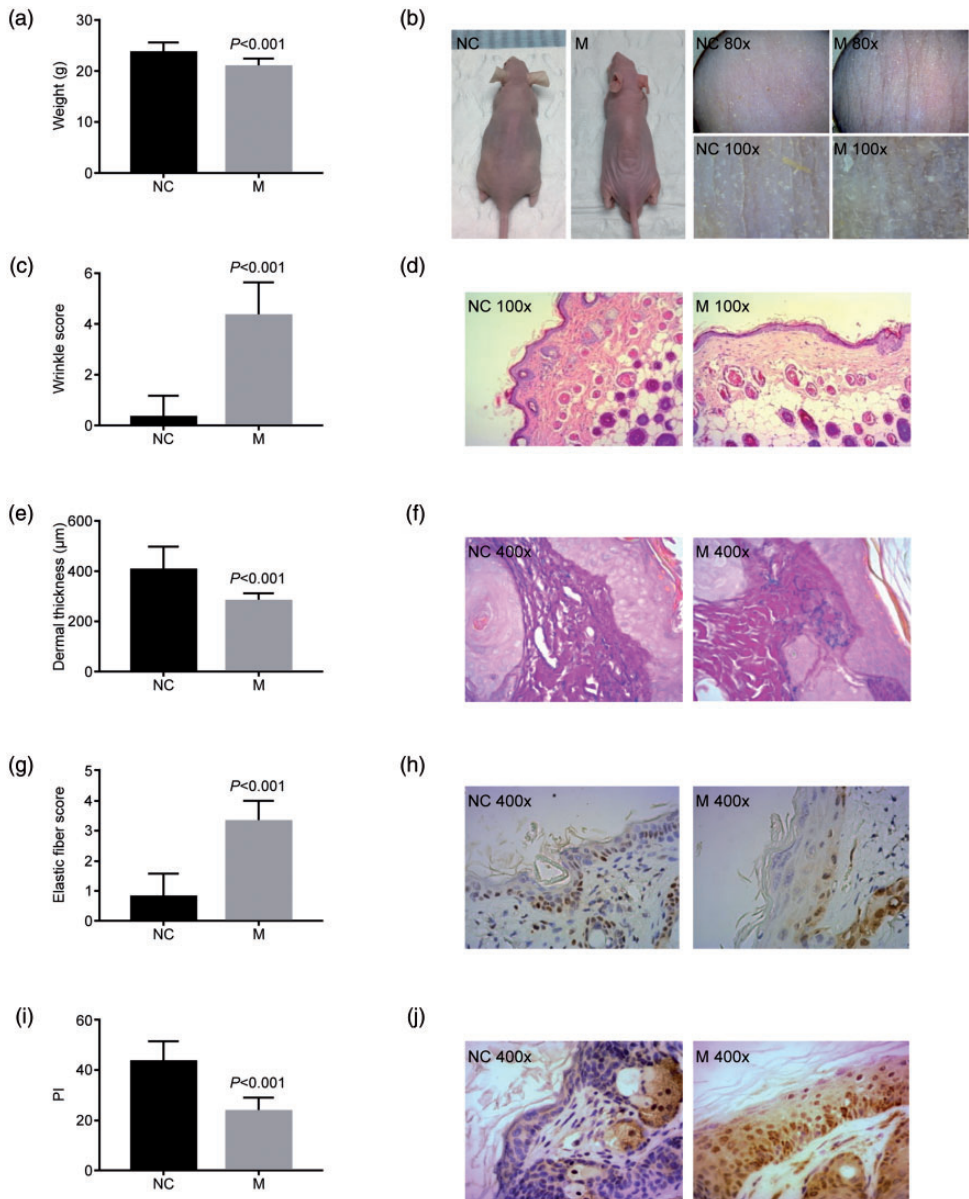 (a)
30
20
10
0
Weight (g)
P<0.001
NC
M
(b)
NC
M
NC 80x
M 80x
NC 100x
M 100x
(c)
6
4
2
0
Wrinkle score
P<0.001
NC
M
(d)
NC 100x
M 100x
(e)
600
400
200
0
Dermal thickness (μm)
P<0.001
NC
M
(f)
NC 400x
M 400x
(g)
5
4
3
2
1
0
Elastic fiber score
P<0.001
NC
M
(h)
NC 400x
M 400x
(i)
60
40
20
0
PI
P<0.001
NC
M
(j)
NC 400x
M 400x